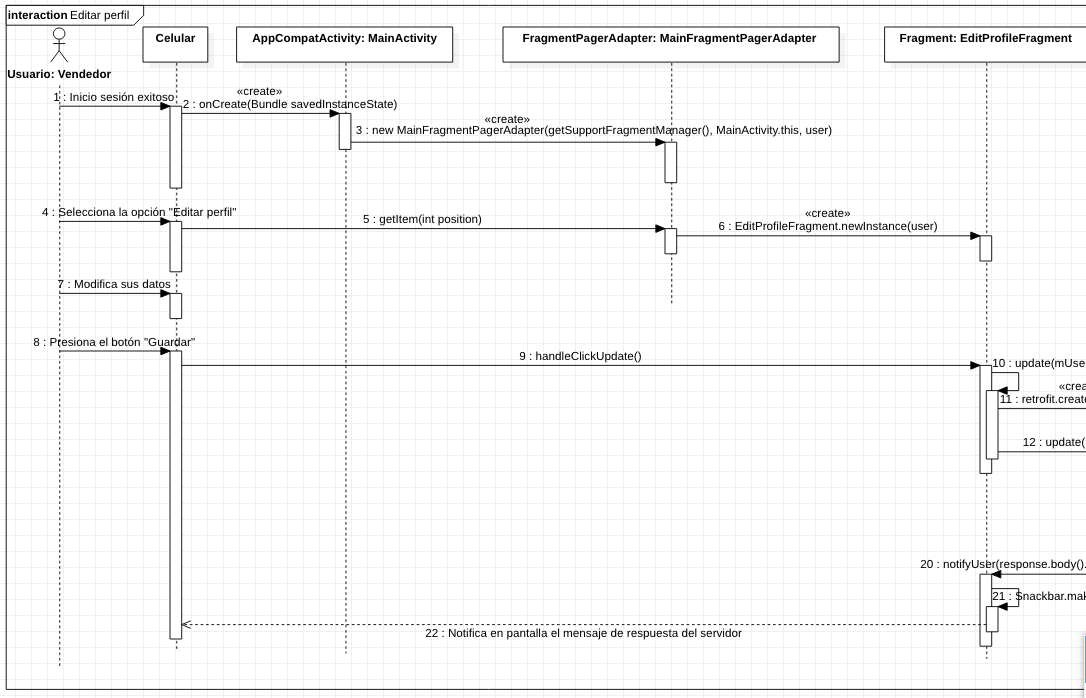 interaction Editar perfil
Celular
AppCompatActivity: MainActivity
FragmentPagerAdapter: MainFragmentPagerAdapter
Fragment: EditProfileFragment
Usuario: Vendedor
1 : Inicio sesión exitoso
«create»
2 : onCreate(Bundle savedInstanceState)
«create»
3 : new MainFragmentPagerAdapter(getSupportFragmentManager(), MainActivity.this, user)
4 : Selecciona la opción "Editar perfil"
5 : getItem(int position)
«create»
6 : EditProfileFragment.newInstance(user)
7 : Modifica sus datos
8 : Presiona el botón "Guardar"
9 : handleClickUpdate()
10 : update(mUse
«crea
11 : retrofit.create
12 : update(
20 : notifyUser(response.body().
21 : Snackbar.mak
22 : Notifica en pantalla el mensaje de respuesta del servidor